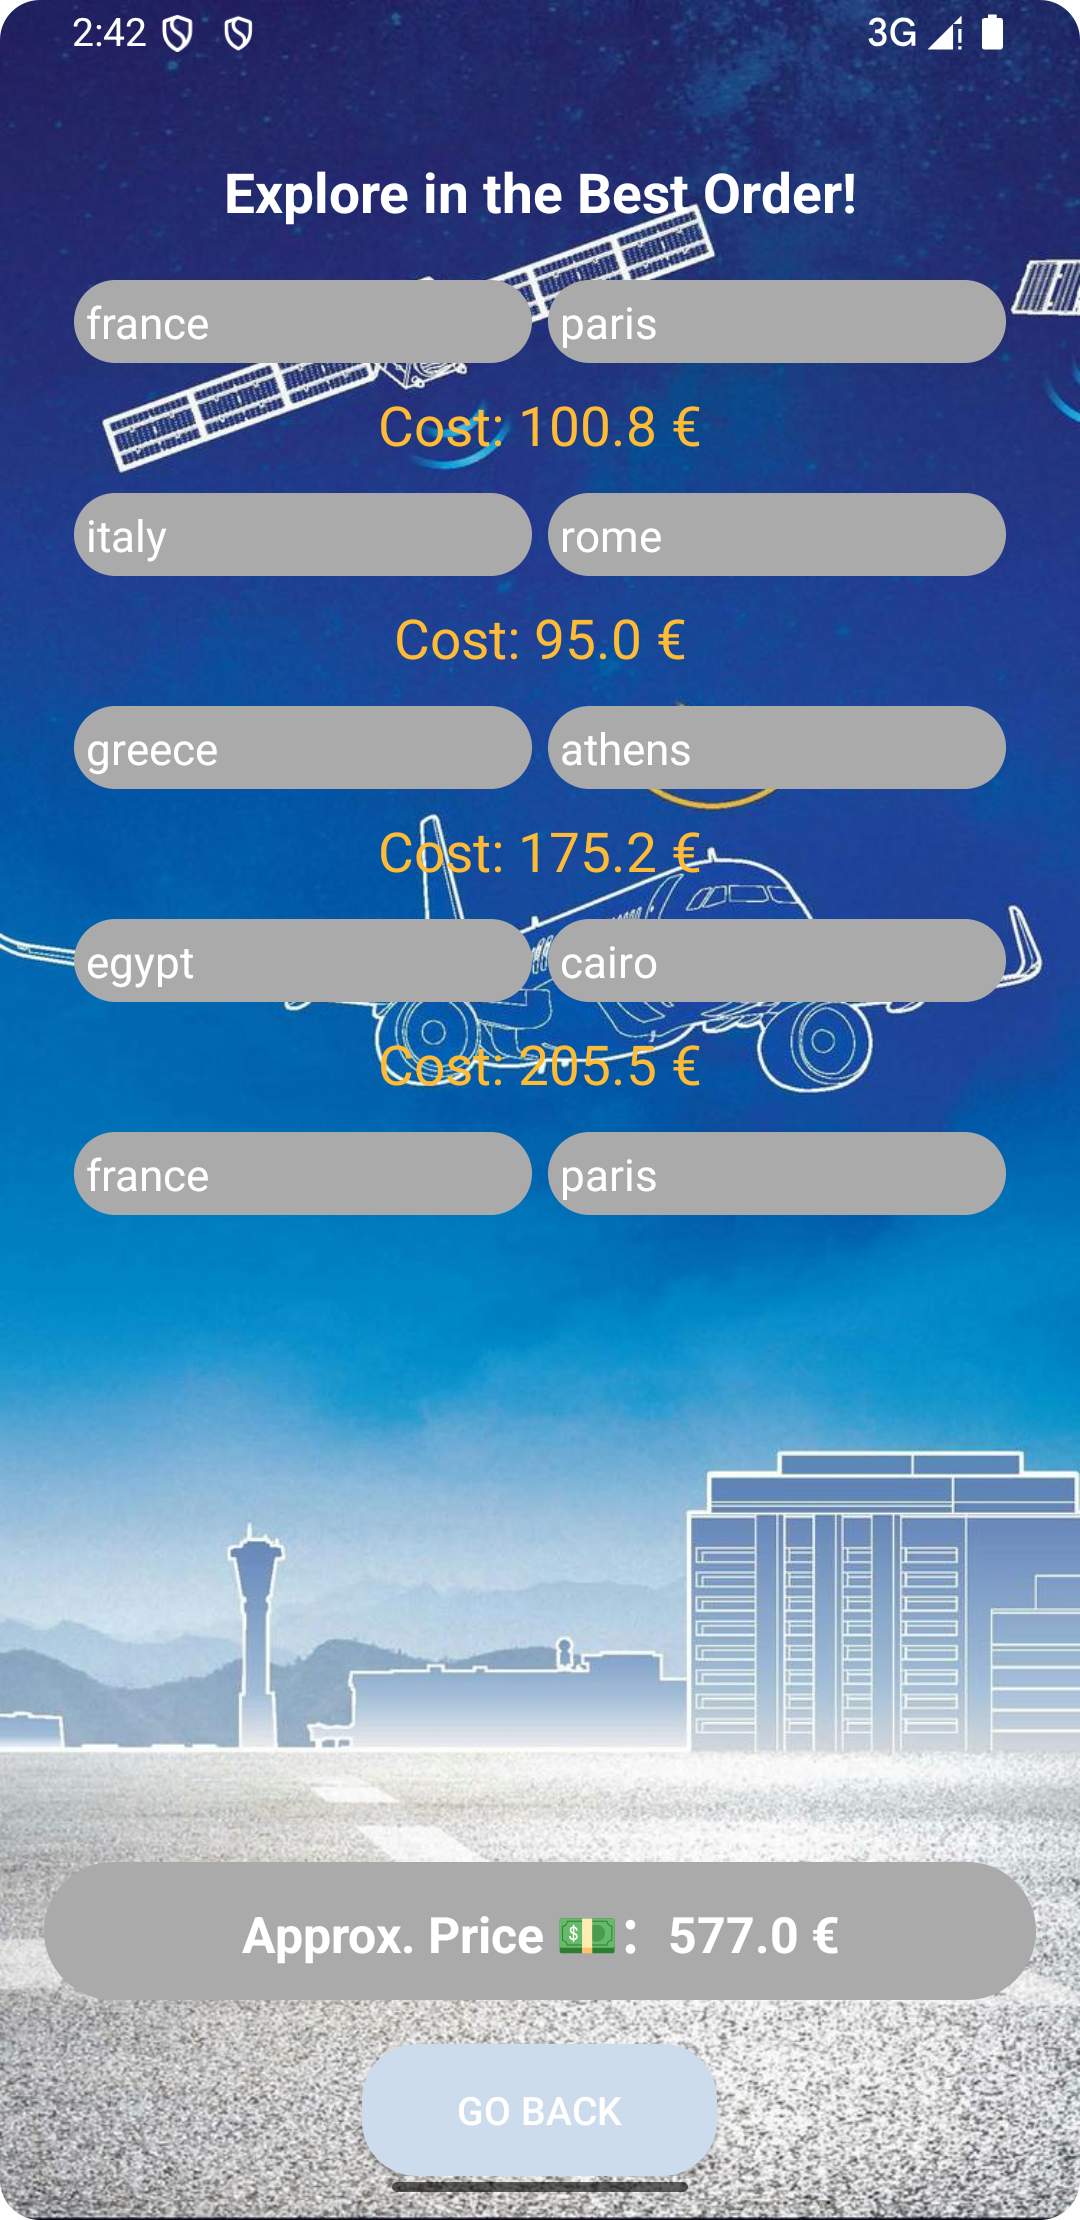 2:42 3G
Explore in the Best Order!
france paris
Cost: 100.8 €
italy rome
Cost: 95.0 €
greece athens
Cost: 175.2 €
egypt cairo
Cost: 205.5 €
france paris
Approx. Price 💵: 577.0 €
GO BACK